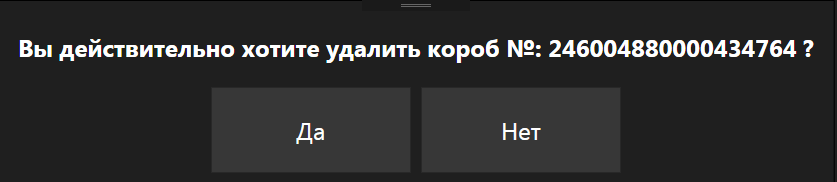 Вы действительно хотите удалить короб №: 246004880000434764 ?
Да
Нет